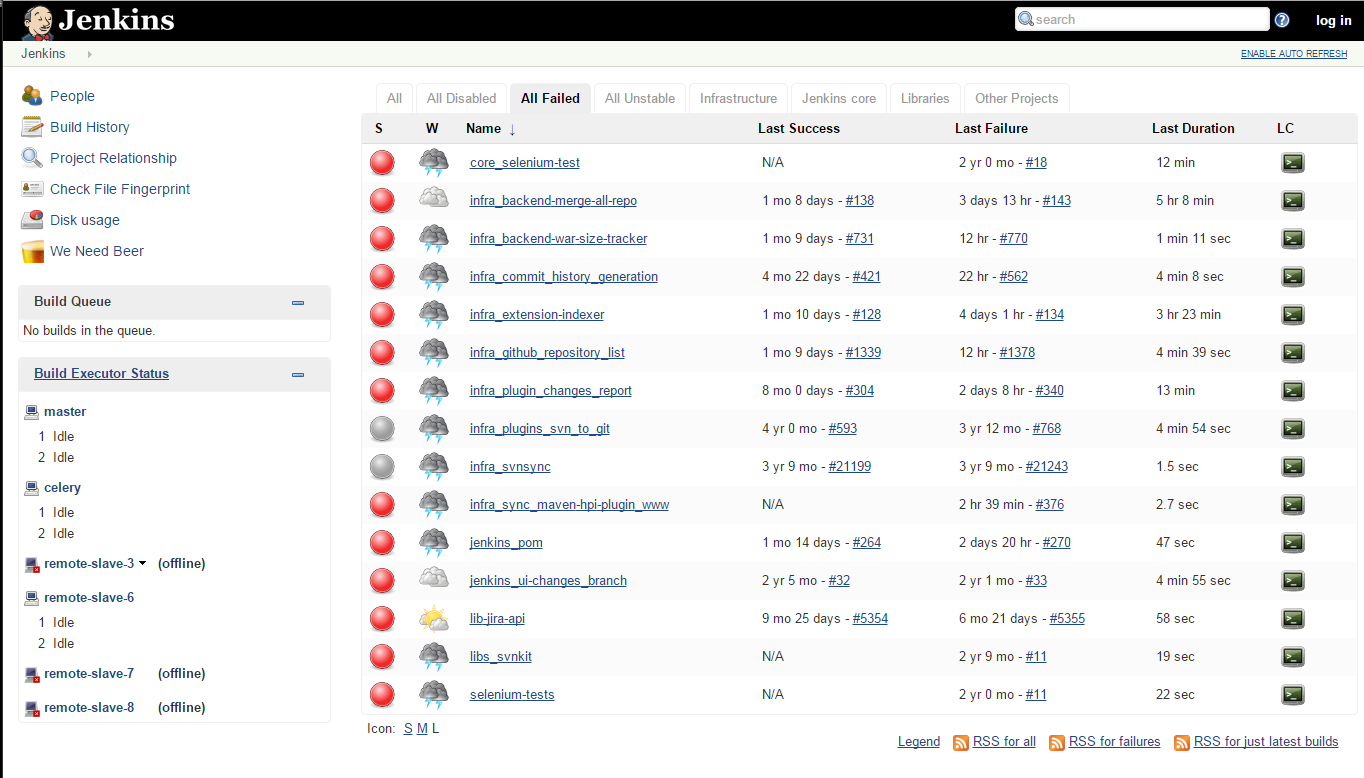 Jenkins
search
log in
Jenkins
ENABLE AUTO REFRESH
People
Build History
Project Relationship
Check File Fingerprint
Disk usage
We Need Beer
Build Queue
No builds in the queue.
Build Executor Status
master
1 Idle
2 Idle
celery
1 Idle
2 Idle
remote-slave-3 (offline)
remote-slave-6
1 Idle
2 Idle
remote-slave-7 (offline)
remote-slave-8 (offline)
All All Disabled All Failed All Unstable Infrastructure Jenkins core Libraries Other Projects
S W Name ↓ Last Success Last Failure Last Duration LC
core_selenium-test N/A 2 yr 0 mo - #18 12 min
infra_backend-merge-all-repo 1 mo 8 days - #138 3 days 13 hr - #143 5 hr 8 min
infra_backend-war-size-tracker 1 mo 9 days - #731 12 hr - #770 1 min 11 sec
infra_commit_history_generation 4 mo 22 days - #421 22 hr - #562 4 min 8 sec
infra_extension-indexer 1 mo 10 days - #128 4 days 1 hr - #134 3 hr 23 min
infra_github_repository_list 1 mo 9 days - #1339 12 hr - #1378 4 min 39 sec
infra_plugin_changes_report 8 mo 0 days - #304 2 days 8 hr - #340 13 min
infra_plugins_svn_to_git 4 yr 0 mo - #593 3 yr 12 mo - #768 4 min 54 sec
infra_svnsync 3 yr 9 mo - #21199 3 yr 9 mo - #21243 1.5 sec
infra_sync_maven-hpi-plugin_www N/A 2 hr 39 min - #376 2.7 sec
jenkins_pom 1 mo 14 days - #264 2 days 20 hr - #270 47 sec
jenkins_ui-changes_branch 2 yr 5 mo - #32 2 yr 1 mo - #33 4 min 55 sec
lib-jira-api 9 mo 25 days - #5354 6 mo 21 days - #5355 58 sec
libs_svnkit N/A 2 yr 9 mo - #11 19 sec
selenium-tests N/A 2 yr 0 mo - #11 22 sec
Icon: S M L
Legend RSS for all RSS for failures RSS for just latest builds